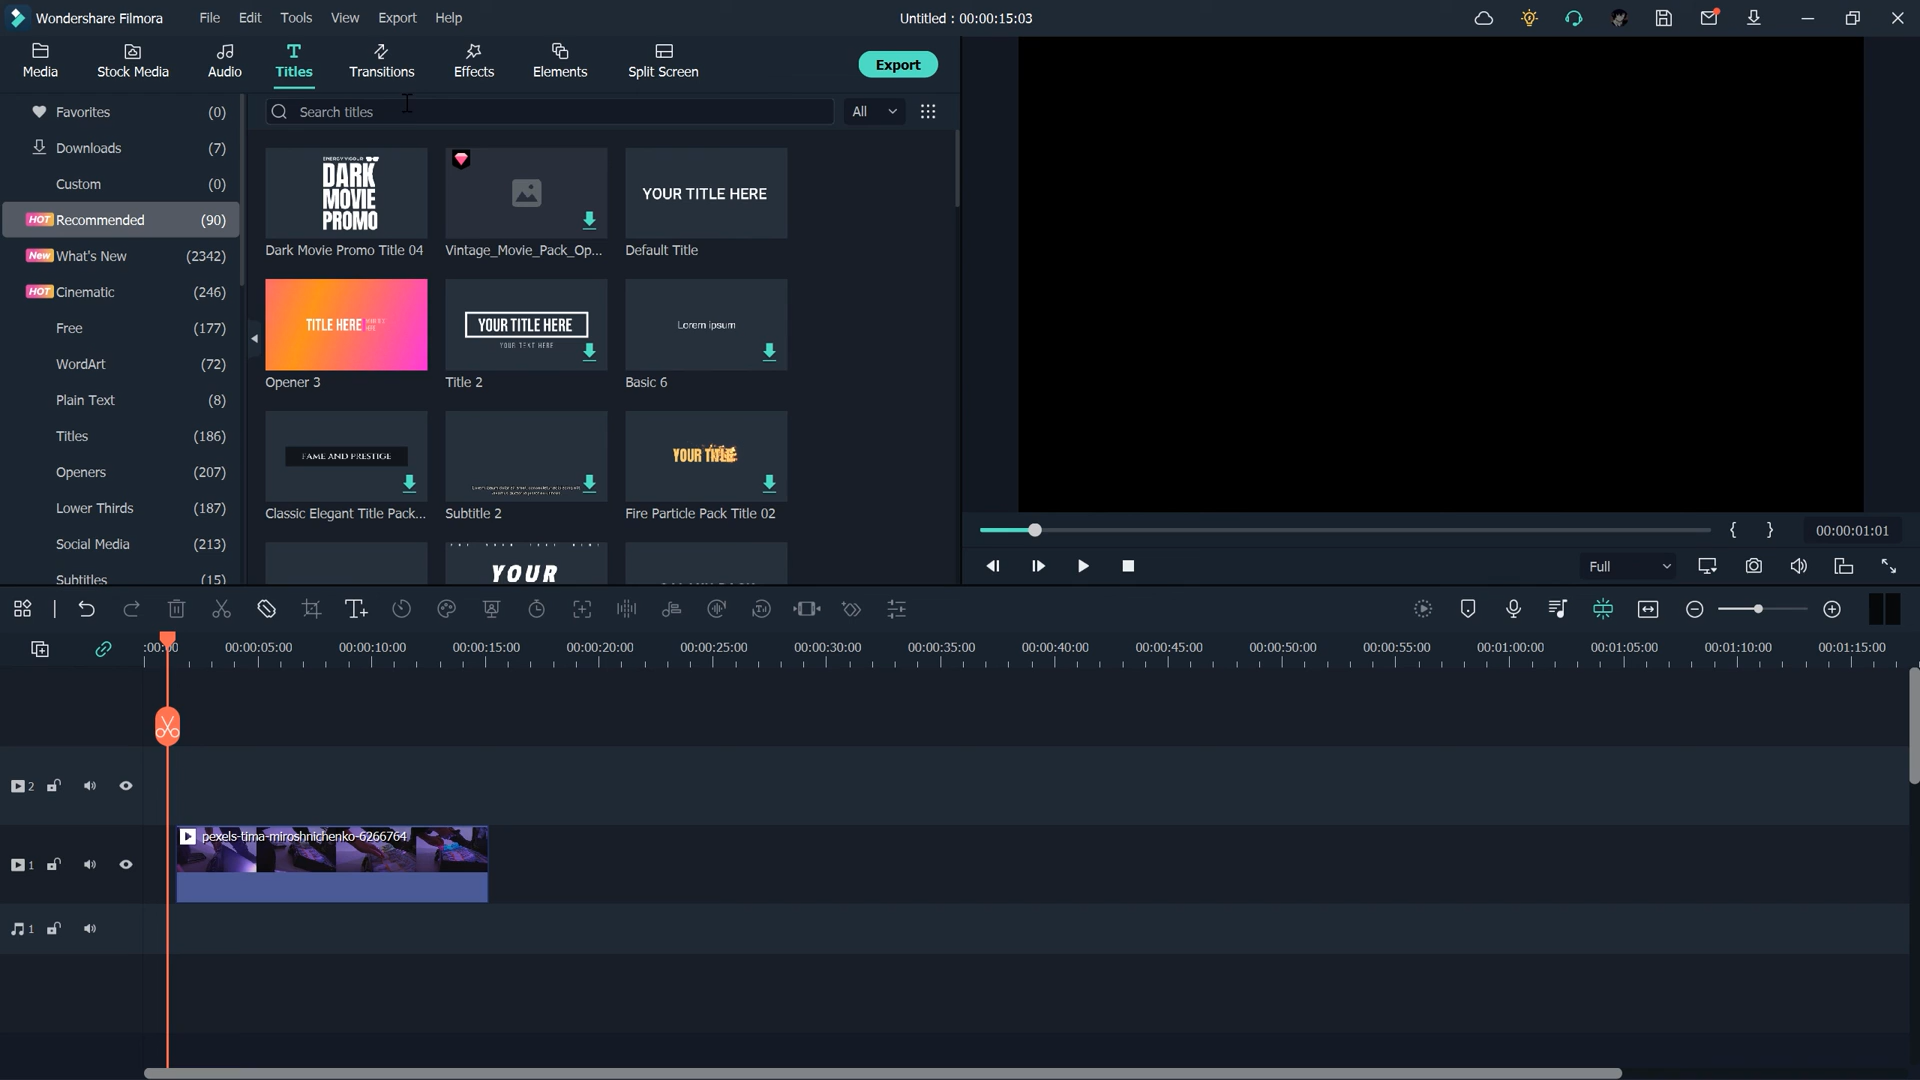 Wondershare Filmora File Edit Tools View Export Help Untitled : 00:00:15:03
Media Stock Media Audio Titles Transitions Effects Elements Split Screen Export
Favorites (0)
Downloads (7)
Custom (0)
HOT Recommended (90)
New What's New (2342)
HOT Cinematic (246)
Free (177)
WordArt (72)
Plain Text (8)
Titles (186)
Openers (207)
Lower Thirds (187)
Social Media (213)
Subtitles (15)
Search titles All
DARK
MOVIE
PROMO
YOUR TITLE HERE
Dark Movie Promo Title 04 Vintage_Movie_Pack_Op... Default Title
TITLE HERE
YOUR TITLE HERE
YOUR TEXT HERE
Lorem ipsum
Opener 3 Title 2 Basic 6
FAME AND PRESTIGE
YOUR TITLE
Classic Elegant Title Pack... Subtitle 2 Fire Particle Pack Title 02
YOUR
{ } 00:00:01:01
Full
:00:00 00:00:05:00 00:00:10:00 00:00:15:00 00:00:20:00 00:00:25:00 00:00:30:00 00:00:35:00 00:00:40:00 00:00:45:00 00:00:50:00 00:00:55:00 00:01:00:00 00:01:05:00 00:01:10:00 00:01:15:00
2
1 pexels-tima-miroshnichenko-6266764
1